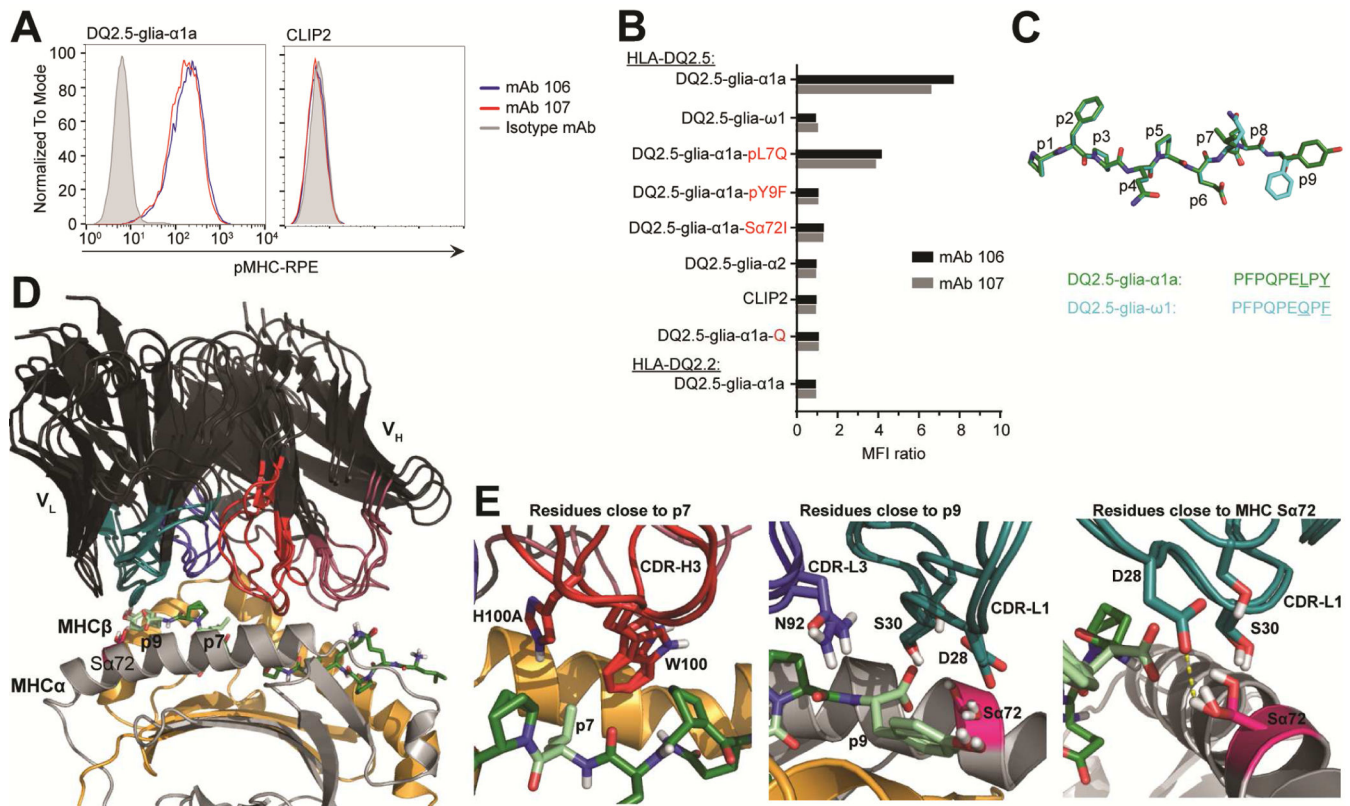 A
DQ2.5-glia-α1a
CLIP2
Normalized To Mode
100
80
60
40
20
0
10⁰ 10¹ 10² 10³ 10⁴
pMHC-RPE
mAb 106
mAb 107
Isotype mAb
B
HLA-DQ2.5:
DQ2.5-glia-α1a
DQ2.5-glia-ω1
DQ2.5-glia-α1a-pL7Q
DQ2.5-glia-α1a-pY9F
DQ2.5-glia-α1a-Sα72I
DQ2.5-glia-α2
CLIP2
DQ2.5-glia-α1a-Q
HLA-DQ2.2:
DQ2.5-glia-α1a
mAb 106
mAb 107
0 2 4 6 8 10
MFI ratio
C
p1
p2
p3
p4
p5
p6
p7
p8
p9
DQ2.5-glia-α1a: PFPQPELPY
DQ2.5-glia-ω1: PFPQPEQPF
D
V_H
V_L
MHCβ
p9
p7
Sα72
MHCα
E
Residues close to p7
CDR-H3
H100A
W100
p7
Residues close to p9
CDR-L3
N92
S30
CDR-L1
D28
Sα72
p9
Residues close to MHC Sα72
D28
CDR-L1
S30
Sα72